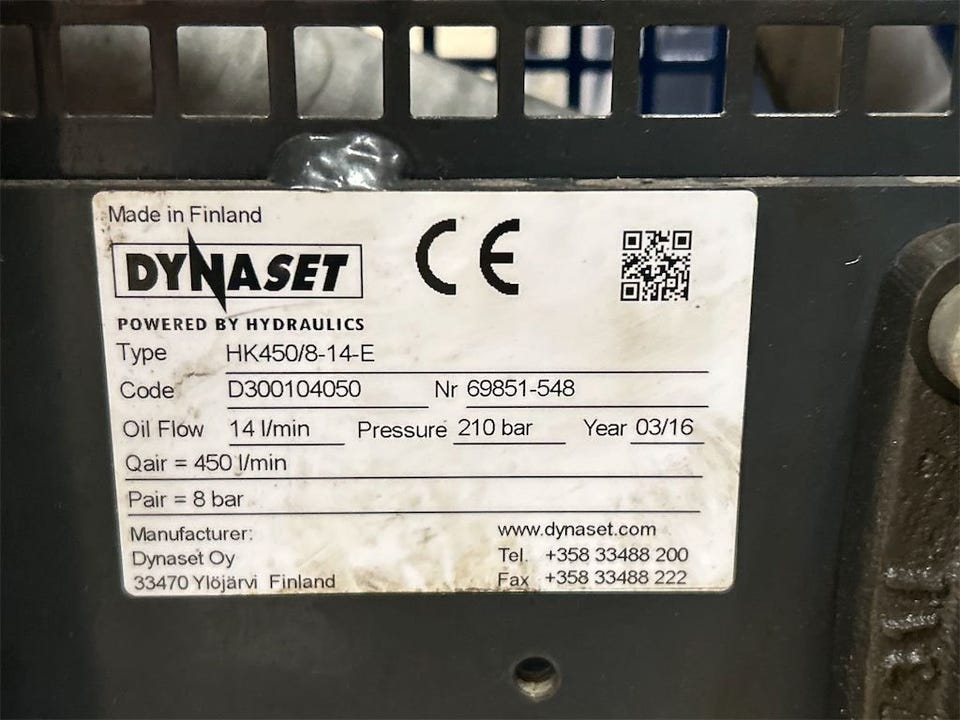 Made in Finland
DYNASET
CE
POWERED BY HYDRAULICS
Type HK450/8-14-E
Code D300104050 Nr 69851-548
Oil Flow 14 l/min Pressure 210 bar Year 03/16
Qair = 450 l/min
Pair = 8 bar
Manufacturer: www.dynaset.com
Dynaset Oy Tel. +358 33488 200
33470 Ylöjärvi Finland Fax +358 33488 222